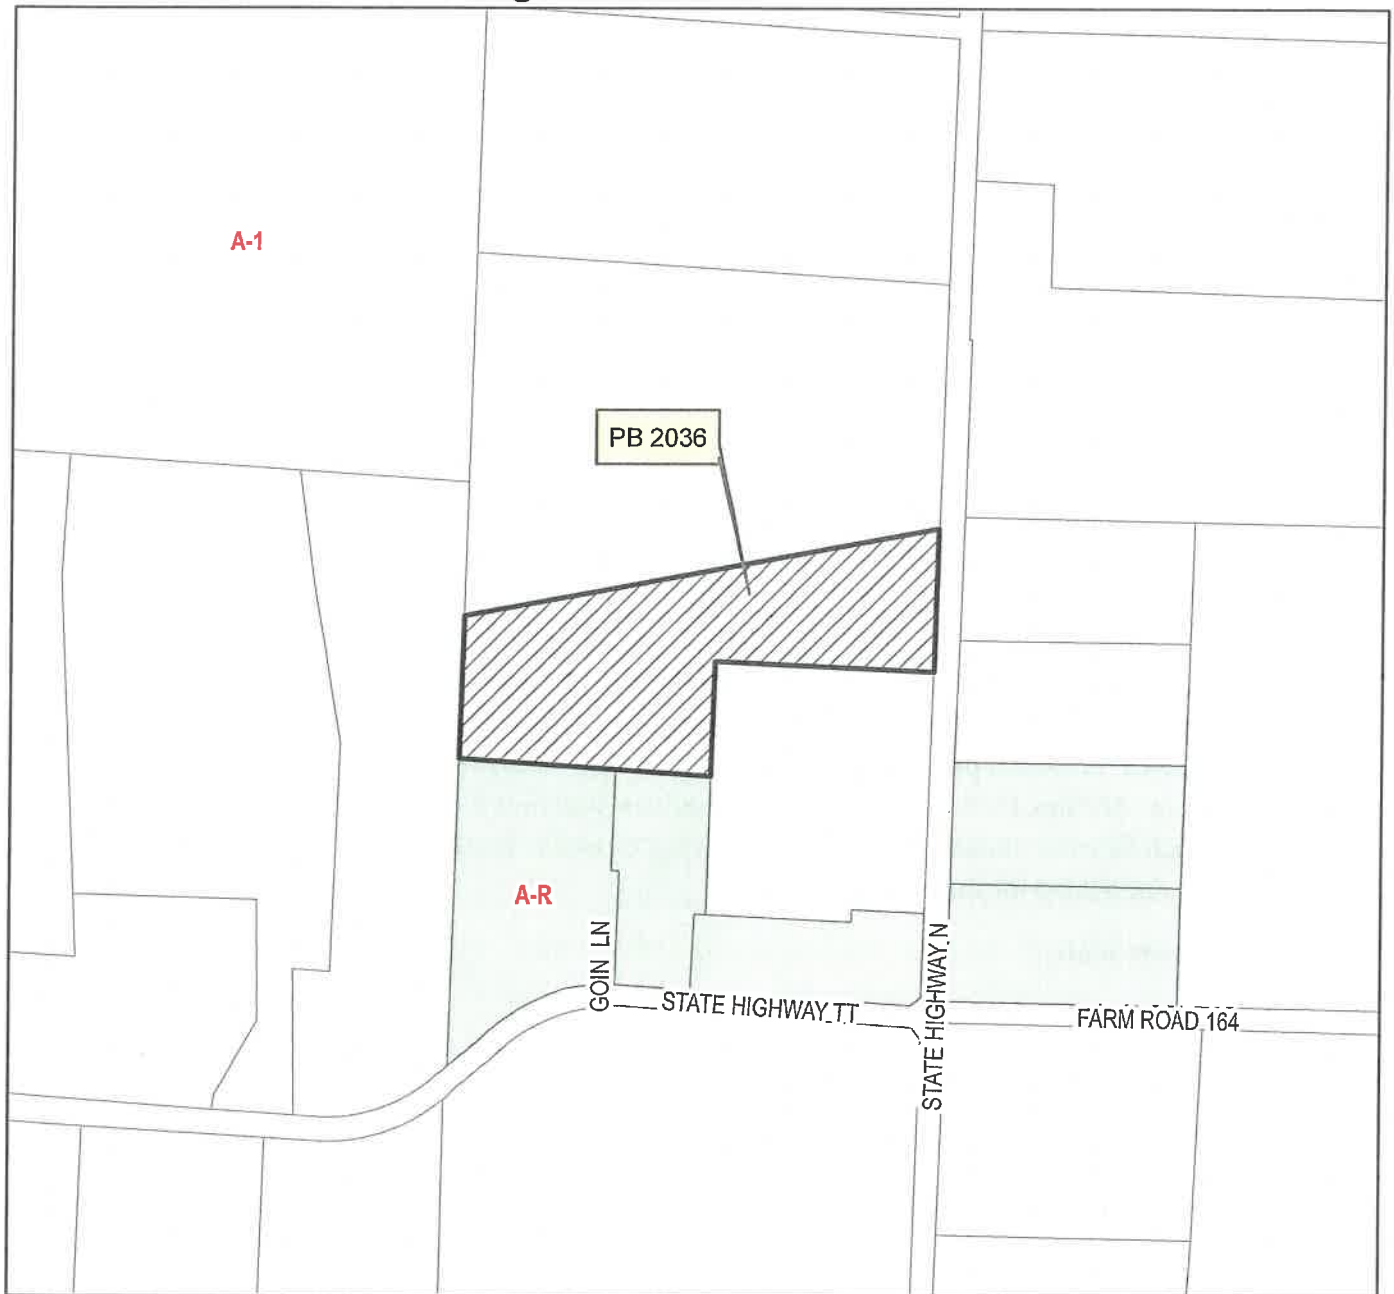 A-1
PB 2036
A-R
GOIN LN
STATE HIGHWAY TT
STATE HIGHWAY N
FARM ROAD 164